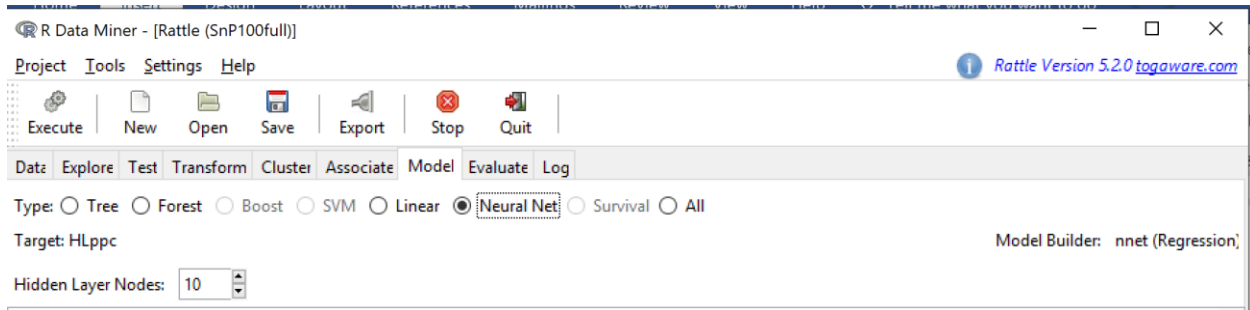 R Data Miner - [Rattle (SnP100full)]
Project Tools Settings Help Rattle Version 5.2.0 togaware.com
Execute New Open Save Export Stop Quit
Data Explore Test Transform Cluster Associate Model Evaluate Log
Type: Tree Forest Boost SVM Linear Neural Net Survival All
Target: HLppc Model Builder: nnet (Regression)
Hidden Layer Nodes: 10